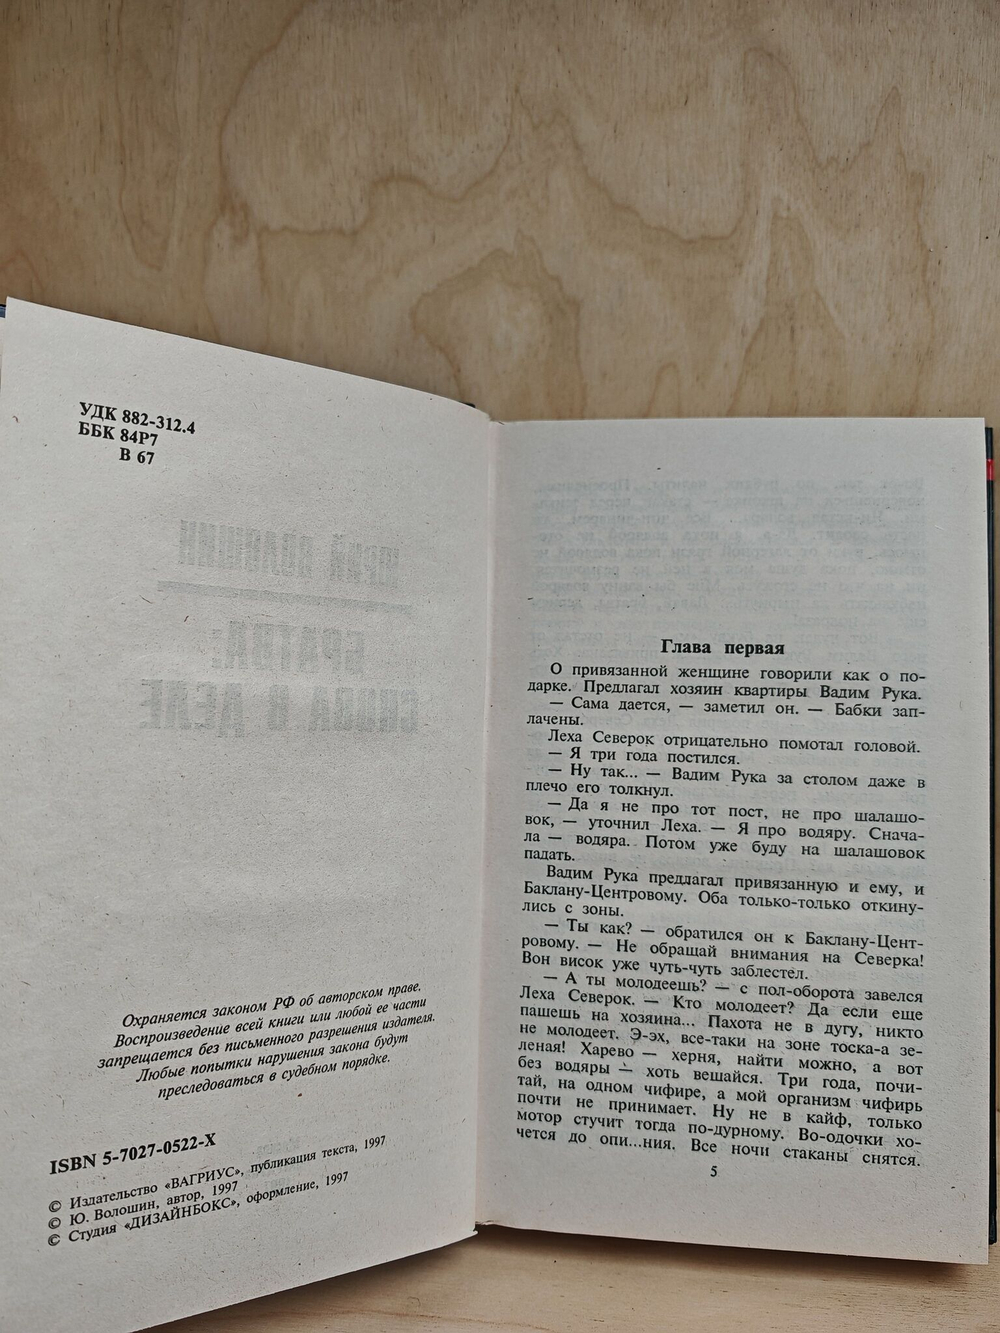 УДК 882-312.4
ББК 84Р7
В 67
ЮРИЙ ВОЛОШИН
БРАТВА:
СНОВА В ДЕЛЕ
Охраняется законом РФ об авторском праве.
Воспроизведение всей книги или любой ее части
запрещается без письменного разрешения издателя.
Любые попытки нарушения закона будут
преследоваться в судебном порядке.
ISBN 5-7027-0522-X
© Издательство «ВАГРИУС», публикация текста, 1997
© Ю. Волошин, автор, 1997
© Студия «ДИЗАЙНБОКС», оформление, 1997
Глава первая
О привязанной женщине говорили как о по-
дарке. Предлагал хозяин квартиры Вадим Рука.
— Сама дается, — заметил он. — Бабки зап-
лачены.
Леха Северок отрицательно помотал головой.
— Я три года постился.
— Ну так... — Вадим Рука за столом даже в
плечо его толкнул.
— Да я не про тот пост, не про шалашо-
вок, — уточнил Леха. — Я про водяру. Снача-
ла — водяра. Потом уже буду на шалашовок
падать.
Вадим Рука предлагал привязанную и ему, и
Баклану-Центровому. Оба только-только откину-
лись с зоны.
— Ты как? — обратился он к Баклану-Цент-
ровому. — Не обращай внимания на Северка!
Вон висок уже чуть-чуть заблестел.
— А ты молодеешь? — с пол-оборота завелся
Леха Северок. — Кто молодеет? Да если еще
пашешь на хозяина... Пахота не в дугу, никто
не молодеет. Э-эх, все-таки на зоне тоска-а зе-
леная! Харево — херня, найти можно, а вот
без водяры — хоть вешайся. Три года, почи-
тай, на одном чифире, а мой организм чифирь
почти не принимает. Ну не в кайф, только
мотор стучит тогда по-дурному. Во-одочки хо-
чется до опи...ния. Все ночи стаканы снятся.
5